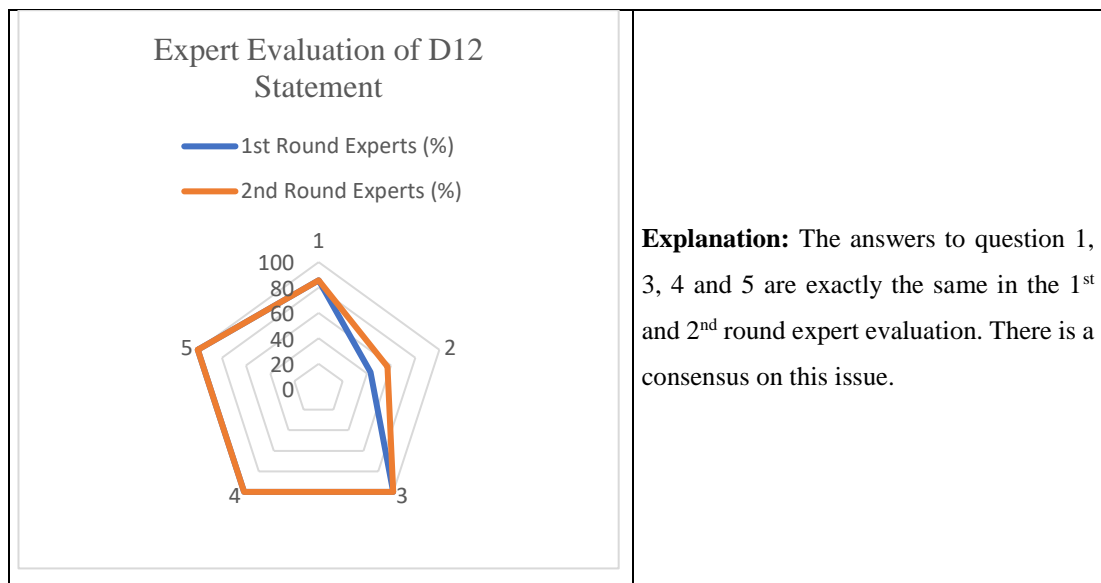 Expert Evaluation of D12
Statement
1st Round Experts (%)
2nd Round Experts (%)
1
100
80
60
40
20
0
2
3
4
5
Explanation: The answers to question 1,
3, 4 and 5 are exactly the same in the 1st
and 2nd round expert evaluation. There is a
consensus on this issue.